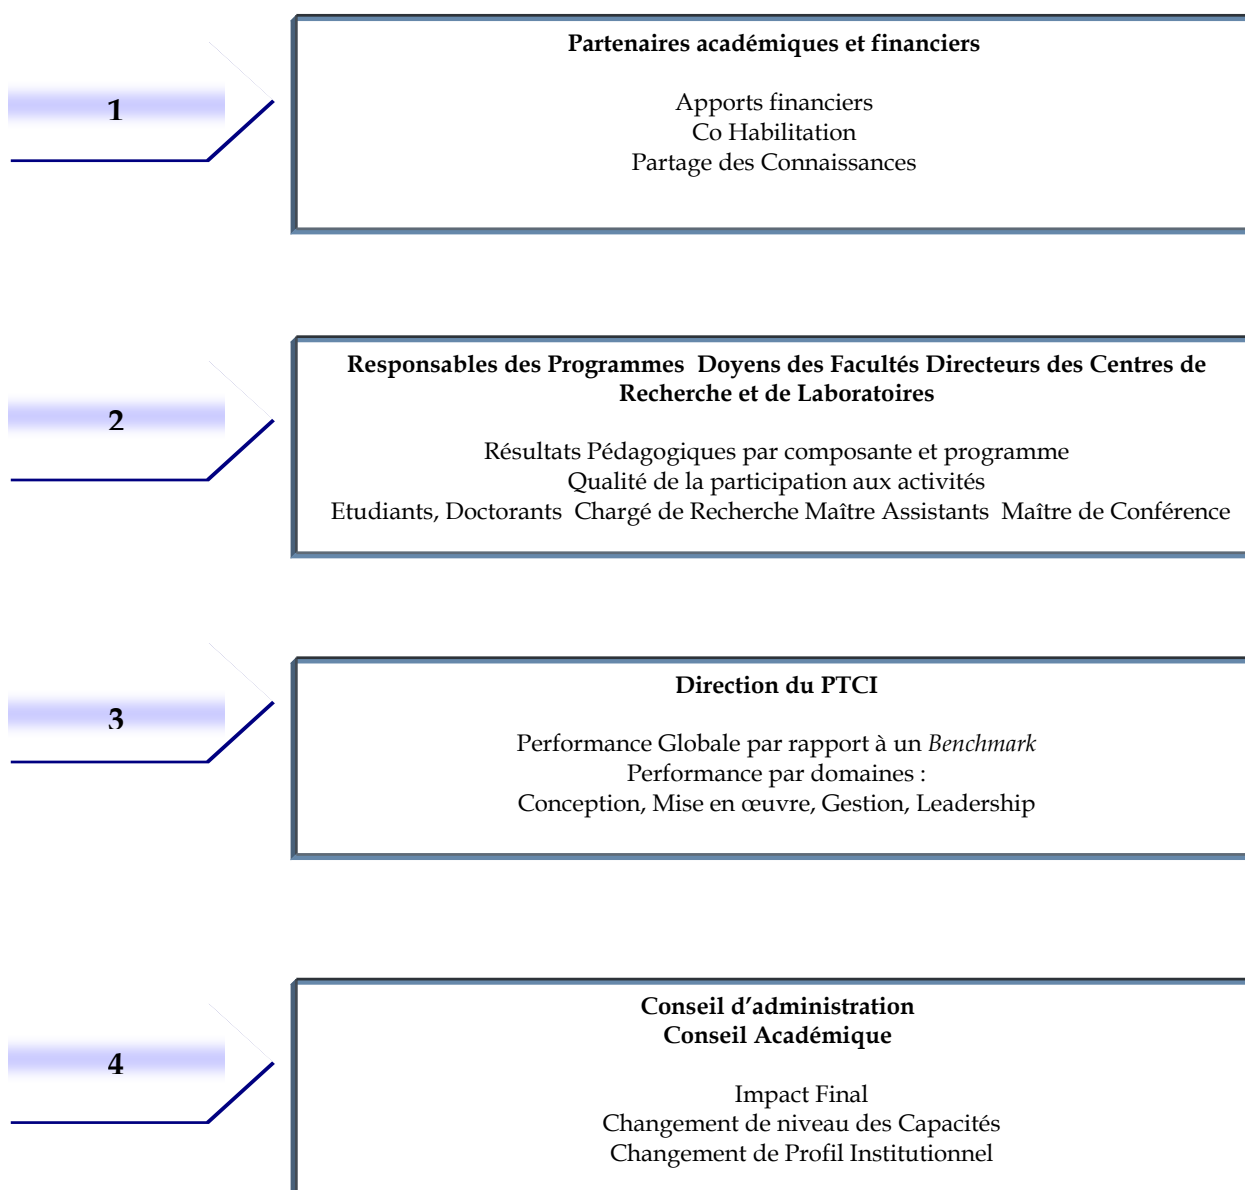 1
Partenaires académiques et financiers
Apports financiers
Co Habilitation
Partage des Connaissances
2
Responsables des Programmes  Doyens des Facultés Directeurs des Centres de
Recherche et de Laboratoires
Résultats Pédagogiques par composante et programme
Qualité de la participation aux activités
Etudiants, Doctorants  Chargé de Recherche Maître Assistants  Maître de Conférence
3
Direction du PTCI
Performance Globale par rapport à un Benchmark
Performance par domaines :
Conception, Mise en œuvre, Gestion, Leadership
4
Conseil d’administration
Conseil Académique
Impact Final
Changement de niveau des Capacités
Changement de Profil Institutionnel